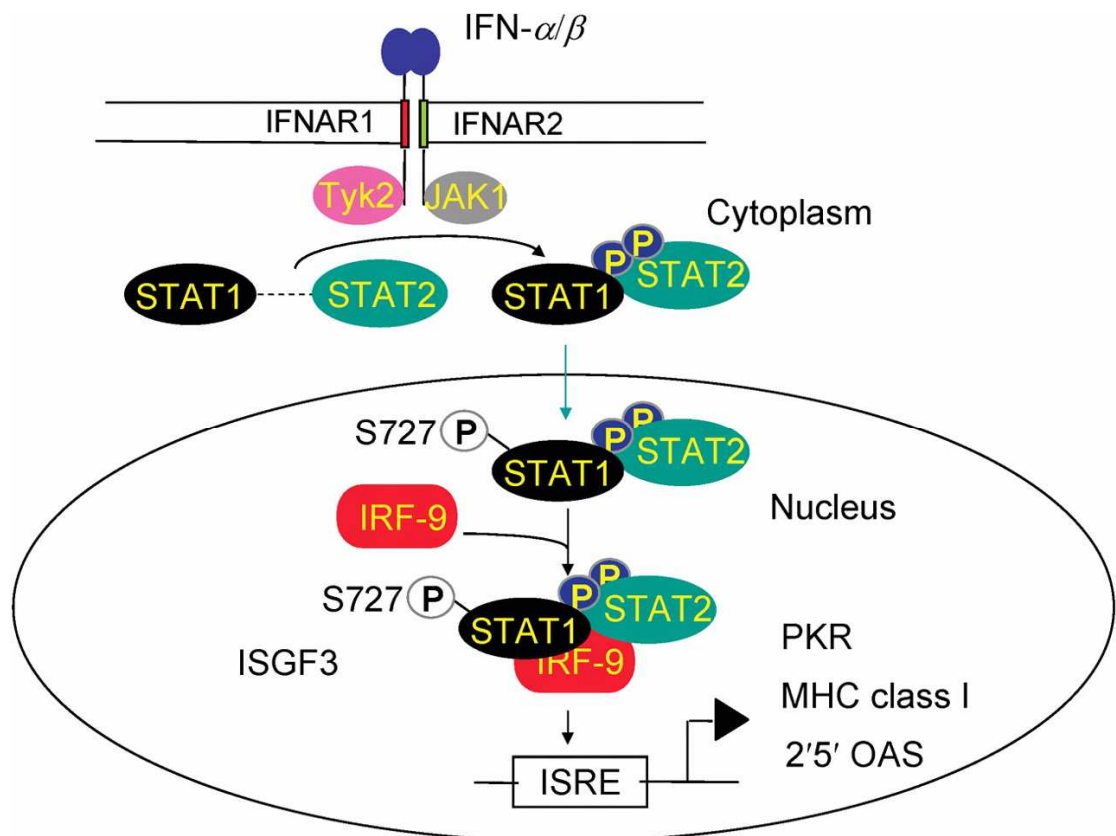 IFN-α/β
IFNAR1 IFNAR2
Tyk2 JAK1
Cytoplasm
P P
STAT1 STAT2 STAT1 STAT2
S727 P P P
STAT1 STAT2
IRF-9 Nucleus
S727 P P P
STAT1 STAT2
IRF-9
ISGF3
PKR
MHC class I
2′5′ OAS
ISRE